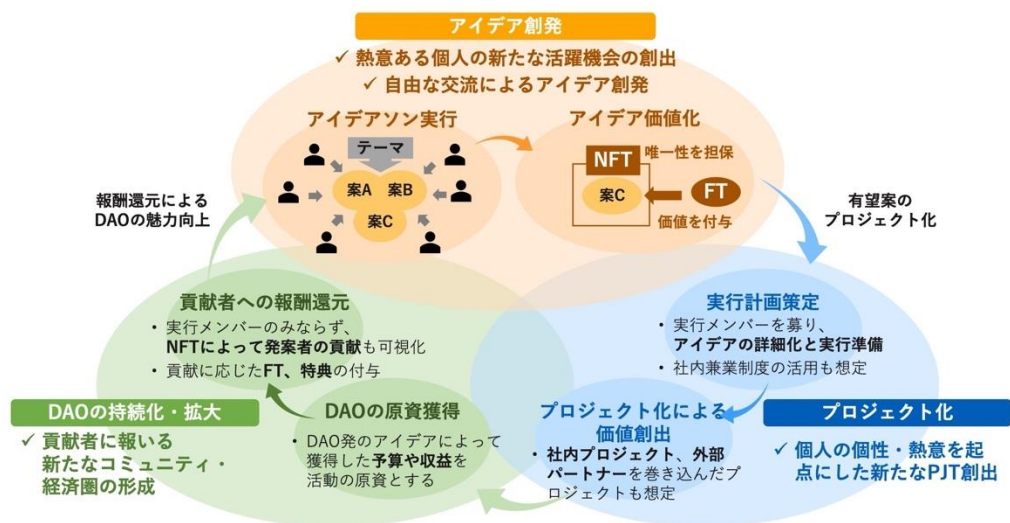 アイデア創発
✓ 熱意ある個人の新たな活躍機会の創出
✓ 自由な交流によるアイデア創発
アイデアソン実行
テーマ
案A 案B
案C
アイデア価値化
NFT 唯一性を担保
案C
FT
価値を付与
報酬還元による
DAOの魅力向上
有望案の
プロジェクト化
貢献者への報酬還元
• 実行メンバーのみならず、
NFTによって発案者の貢献も可視化
• 貢献に応じたFT、特典の付与
実行計画策定
• 実行メンバーを募り、
アイデアの詳細化と実行準備
• 社内兼業制度の活用も想定
DAOの持続化・拡大
✓ 貢献者に報いる
新たなコミュニティ・
経済圏の形成
DAOの原資獲得
• DAO発のアイデアによって
獲得した予算や収益を
活動の原資とする
プロジェクト化による
価値創出
• 社内プロジェクト、外部
パートナーを巻き込んだプ
ロジェクトも想定
プロジェクト化
✓ 個人の個性・熱意を起
点にした新たなPJT創出